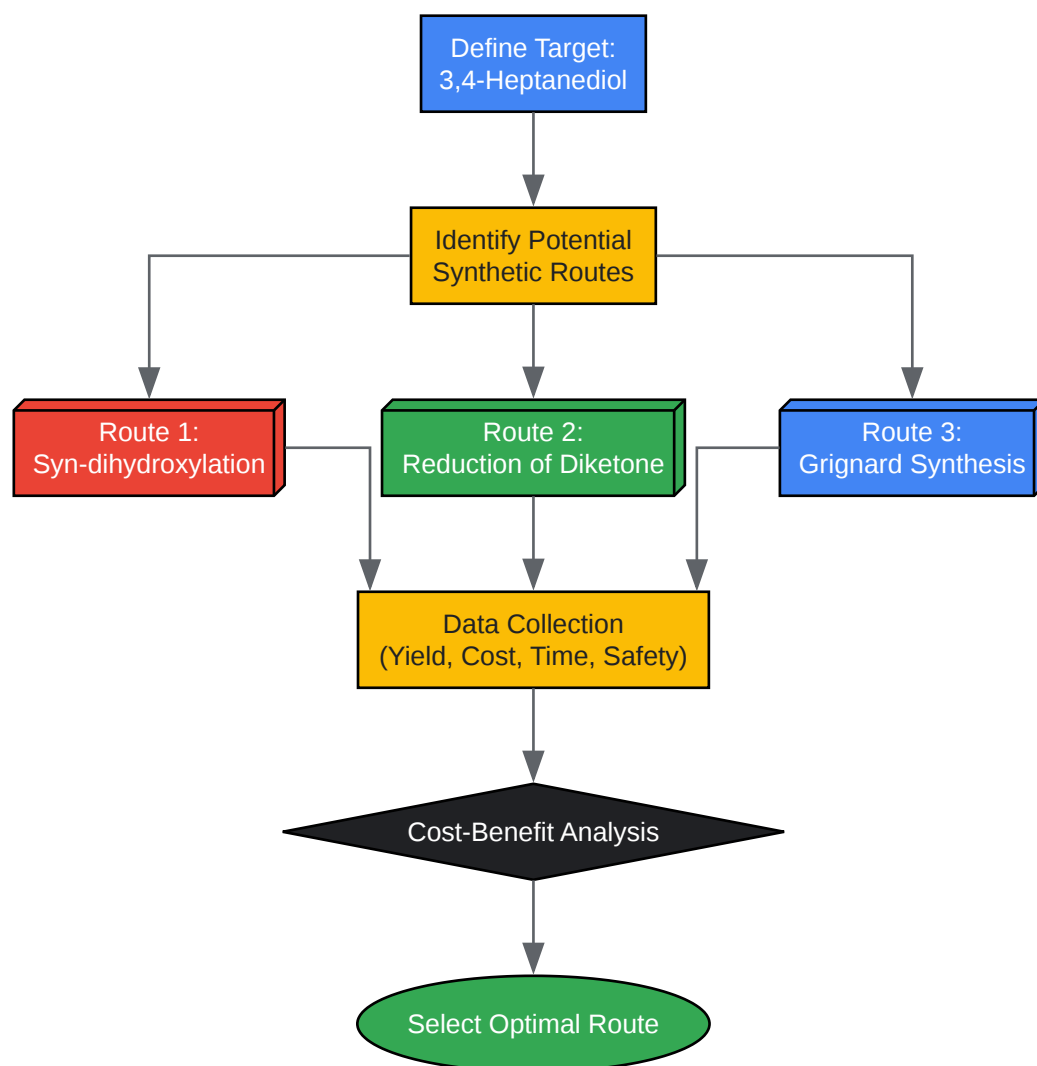 Define Target:
3,4-Heptanediol
Identify Potential
Synthetic Routes
Route 1:
Syn-dihydroxylation
Route 2:
Reduction of Diketone
Route 3:
Grignard Synthesis
Data Collection
(Yield, Cost, Time, Safety)
Cost-Benefit Analysis
Select Optimal Route